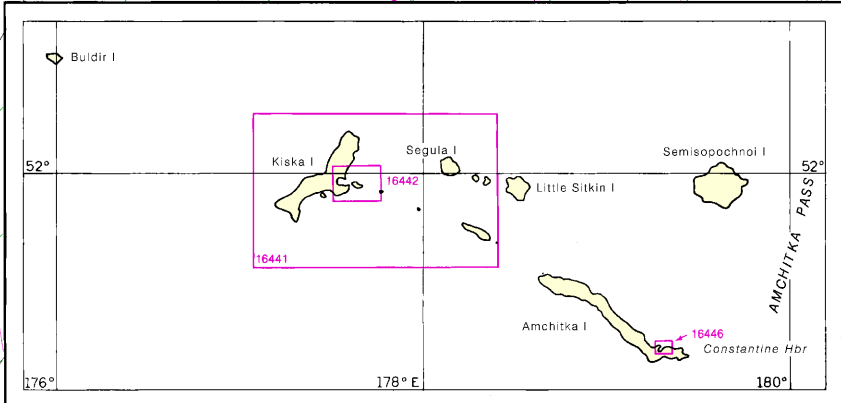 Buldir I
Segula I
Semisopochnoi I
52°
Kiska I
52°
16442
Little Sitkin I
AMCHITKA PASS
16441
Amchitka I
16446
Constantine Hbr
176°
178° E
180°